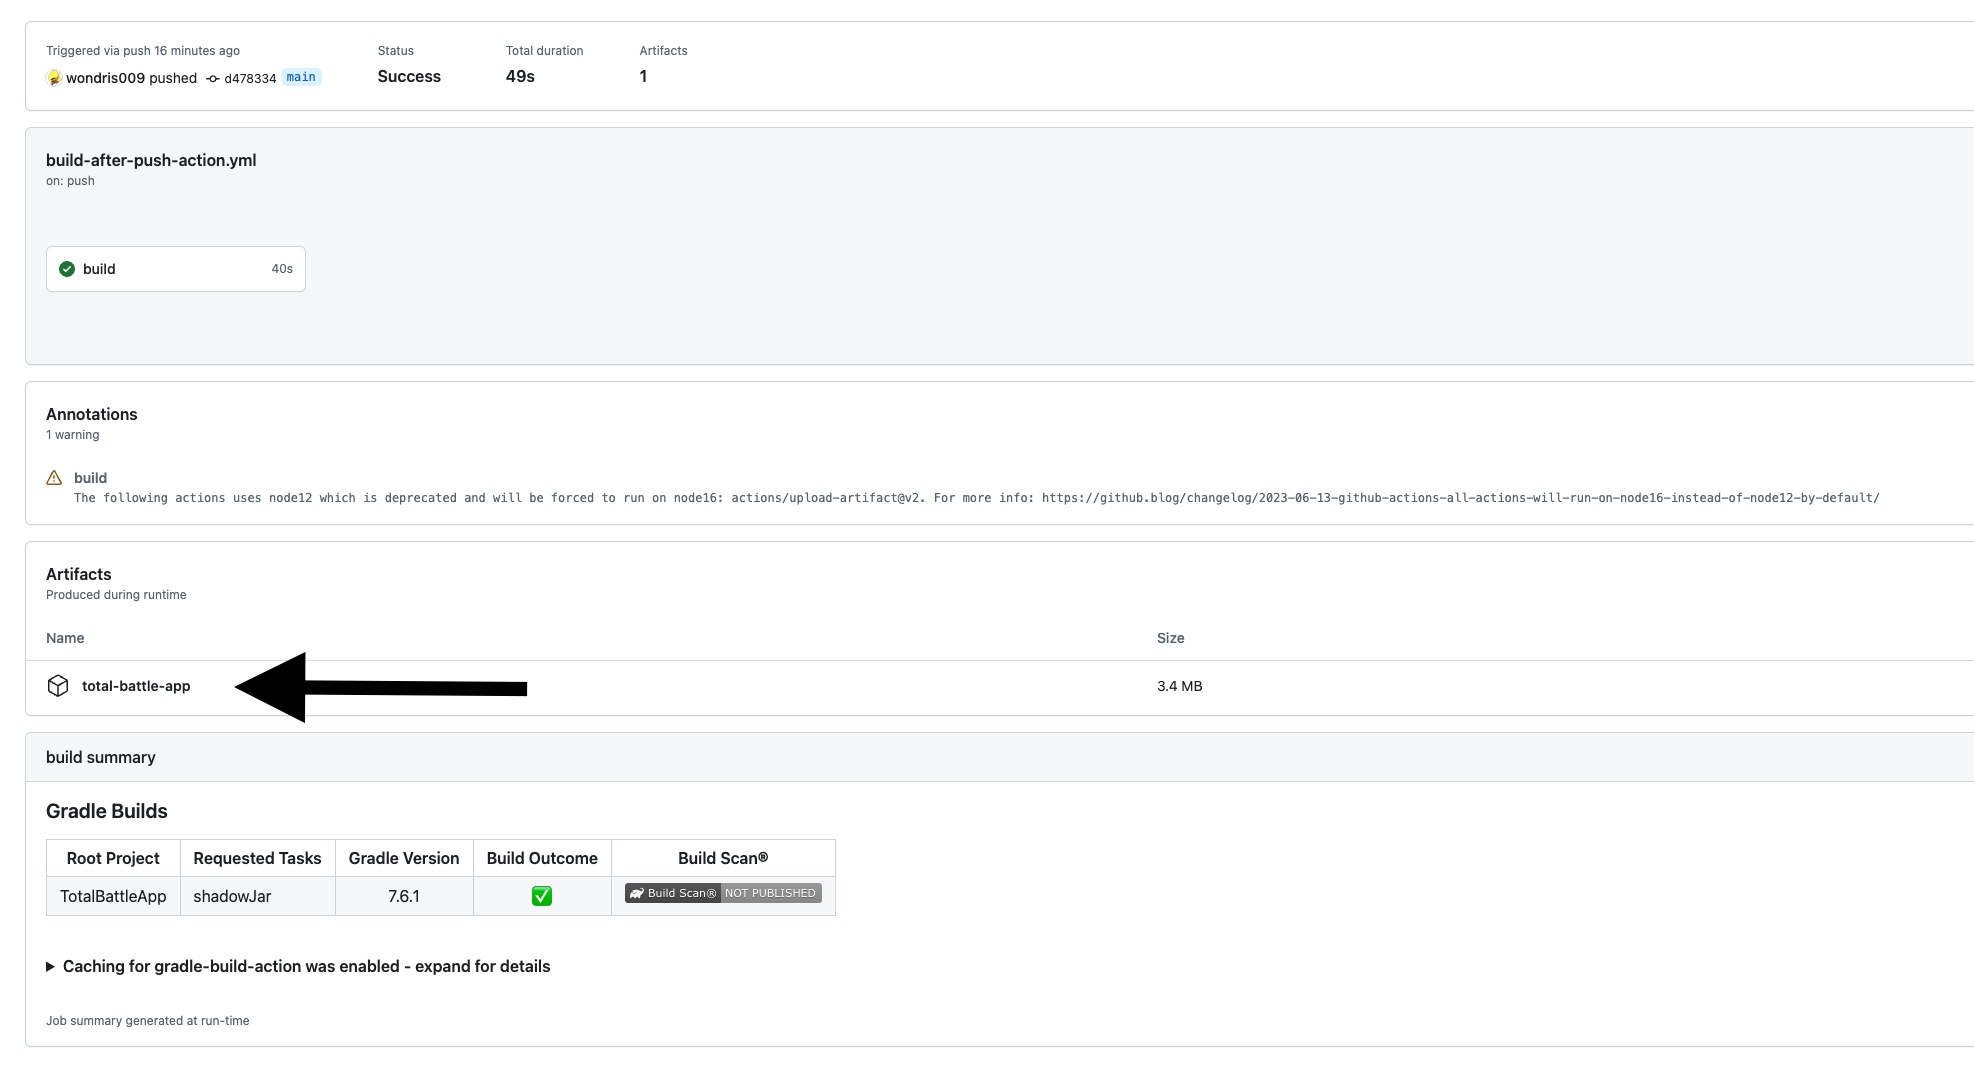 Triggered via push 16 minutes ago
wondris009 pushed d478334 main
Status
Success
Total duration
49s
Artifacts
1
build-after-push-action.yml
on: push
build 40s
Annotations
1 warning
build
The following actions uses node12 which is deprecated and will be forced to run on node16: actions/upload-artifact@v2. For more info: https://github.blog/changelog/2023-06-13-github-actions-all-actions-will-run-on-node16-instead-of-node12-by-default/
Artifacts
Produced during runtime
Name Size
total-battle-app 3.4 MB
build summary
Gradle Builds
Root Project Requested Tasks Gradle Version Build Outcome Build Scan®
TotalBattleApp shadowJar 7.6.1 ✅ Build Scan® NOT PUBLISHED
Caching for gradle-build-action was enabled - expand for details
Job summary generated at run-time